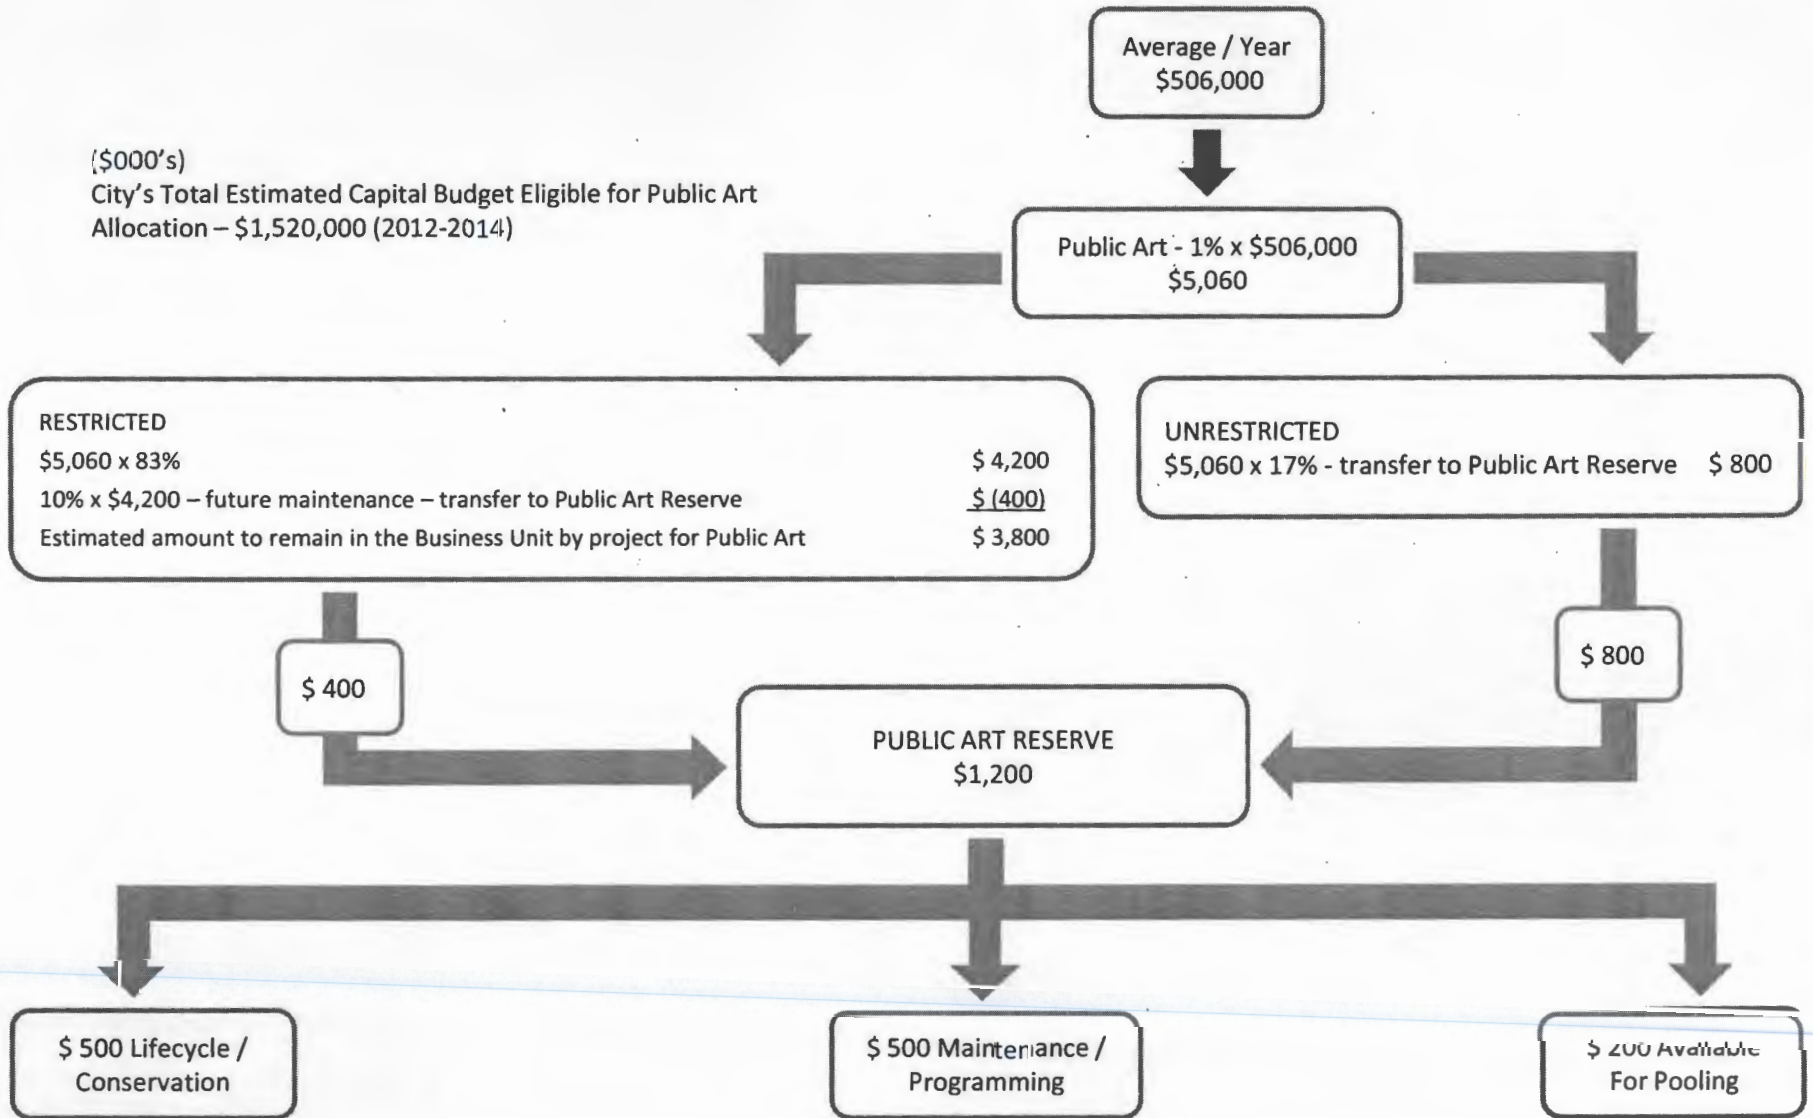 Average / Year
$506,000
($000's)
City's Total Estimated Capital Budget Eligible for Public Art
Allocation – $1,520,000 (2012-2014)
Public Art - 1% x $506,000
$5,060
RESTRICTED
$5,060 x 83% $ 4,200
10% x $4,200 – future maintenance – transfer to Public Art Reserve $ (400)
Estimated amount to remain in the Business Unit by project for Public Art $ 3,800
UNRESTRICTED
$5,060 x 17% - transfer to Public Art Reserve $ 800
$ 400
$ 800
PUBLIC ART RESERVE
$1,200
$ 500 Lifecycle /
Conservation
$ 500 Maintenance /
Programming
$ 200 Available
For Pooling